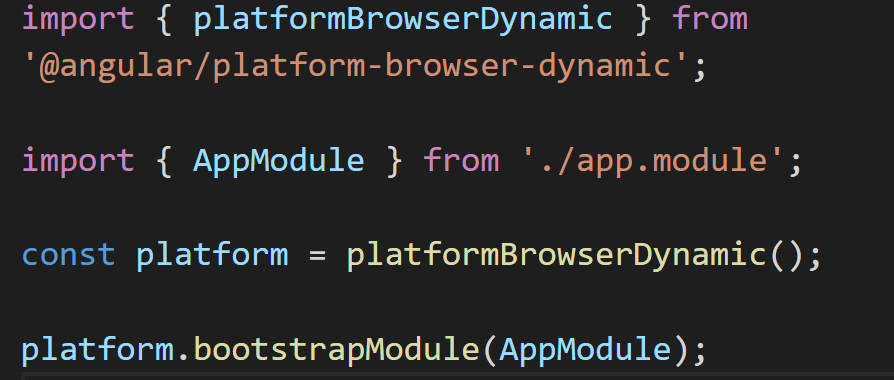 import { platformBrowserDynamic } from
'@angular/platform-browser-dynamic';
import { AppModule } from './app.module';
const platform = platformBrowserDynamic();
platform.bootstrapModule(AppModule);